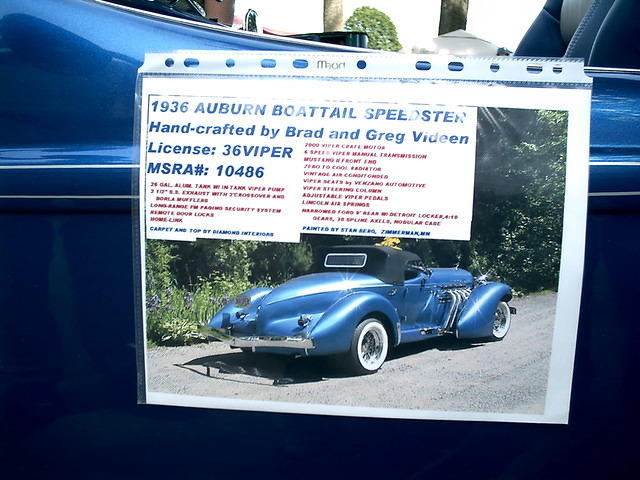 1936 AUBURN BOATTAIL SPEEDSTER
Hand-crafted by Brad and Greg Videen
License: 36VIPER
MSRA#: 10486
26 GAL. ALUM. TANK W/ IN-TANK VIPER PUMP
2 1/2" S.S. EXHAUST WITH 2"CROSSOVER AND
BORLA MUFFLERS
LONG-RANGE FM PAGING SECURITY SYSTEM
REMOTE DOOR LOCKS
HOME-LINK
CARPET AND TOP BY DIAMOND INTERIORS
2000 VIPER CRATE MOTOR
6 SPEED VIPER MANUAL TRANSMISSION
MUSTANG II FRONT END
ZERO TO COOL RADIATOR
VINTAGE AIR CONDITIONED
VIPER SEATS by VENZANO AUTOMOTIVE
VIPER STEERING COLUMN
ADJUSTABLE VIPER PEDALS
LINCOLN AIR SPRINGS
NARROWED FORD 9" REAR W/ DETROIT LOCKER, 4:10
GEARS, 38 SPLINE AXELS, NODULAR CASE
PAINTED BY STAN BERG, ZIMMERMAN,MN